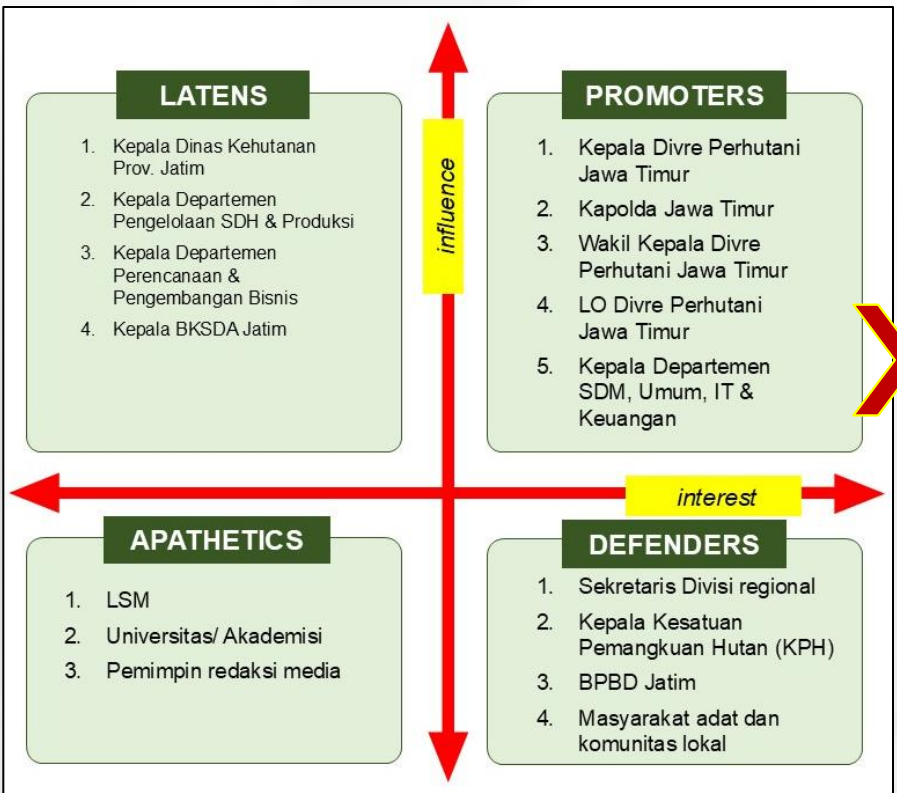 LATENS
1. Kepala Dinas Kehutanan
Prov. Jatim
2. Kepala Departemen
Pengelolaan SDH & Produksi
3. Kepala Departemen
Perencanaan &
Pengembangan Bisnis
4. Kepala BKSDA Jatim
influence
PROMOTERS
1. Kepala Divre Perhutani
Jawa Timur
2. Kapolda Jawa Timur
3. Wakil Kepala Divre
Perhutani Jawa Timur
4. LO Divre Perhutani
Jawa Timur
5. Kepala Departemen
SDM, Umum, IT &
Keuangan
interest
APATHETICS
1. LSM
2. Universitas/ Akademisi
3. Pemimpin redaksi media
DEFENDERS
1. Sekretaris Divisi regional
2. Kepala Kesatuan
Pemangkuan Hutan (KPH)
3. BPBD Jatim
4. Masyarakat adat dan
komunitas lokal